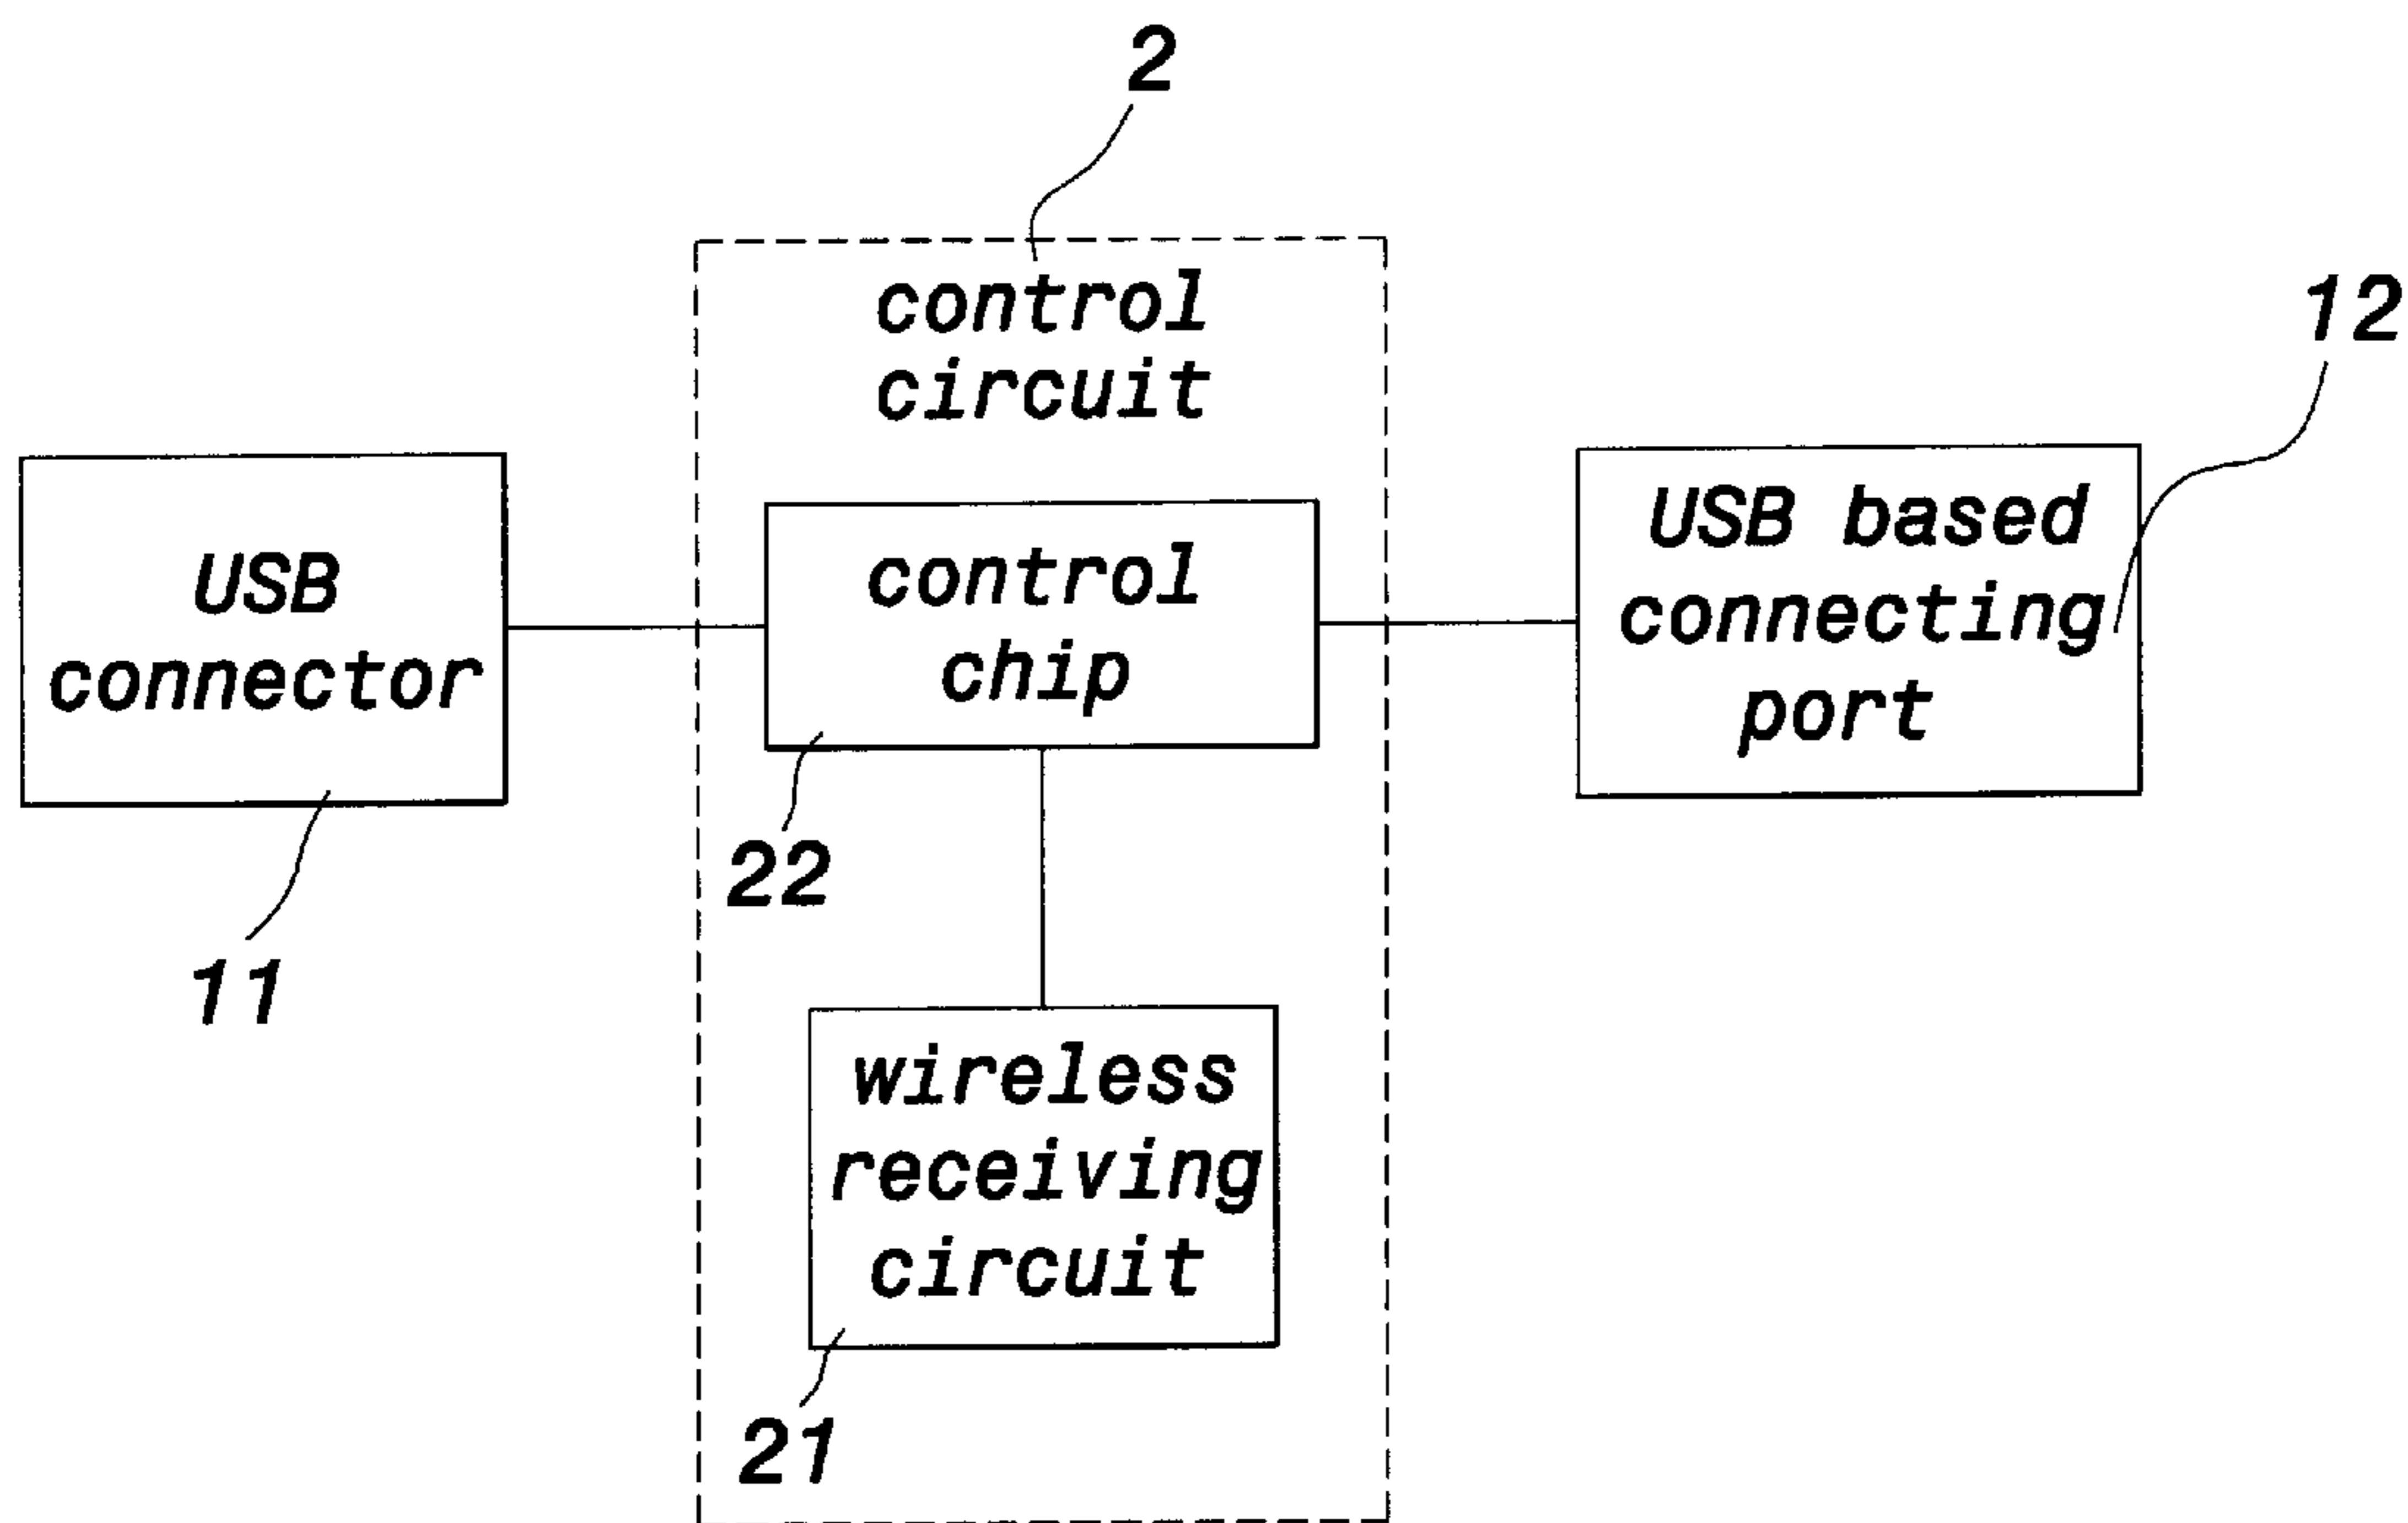 2
control
circuit
12
USB
connector
control
chip
USB based
connecting
port
22
11
wireless
receiving
circuit
21